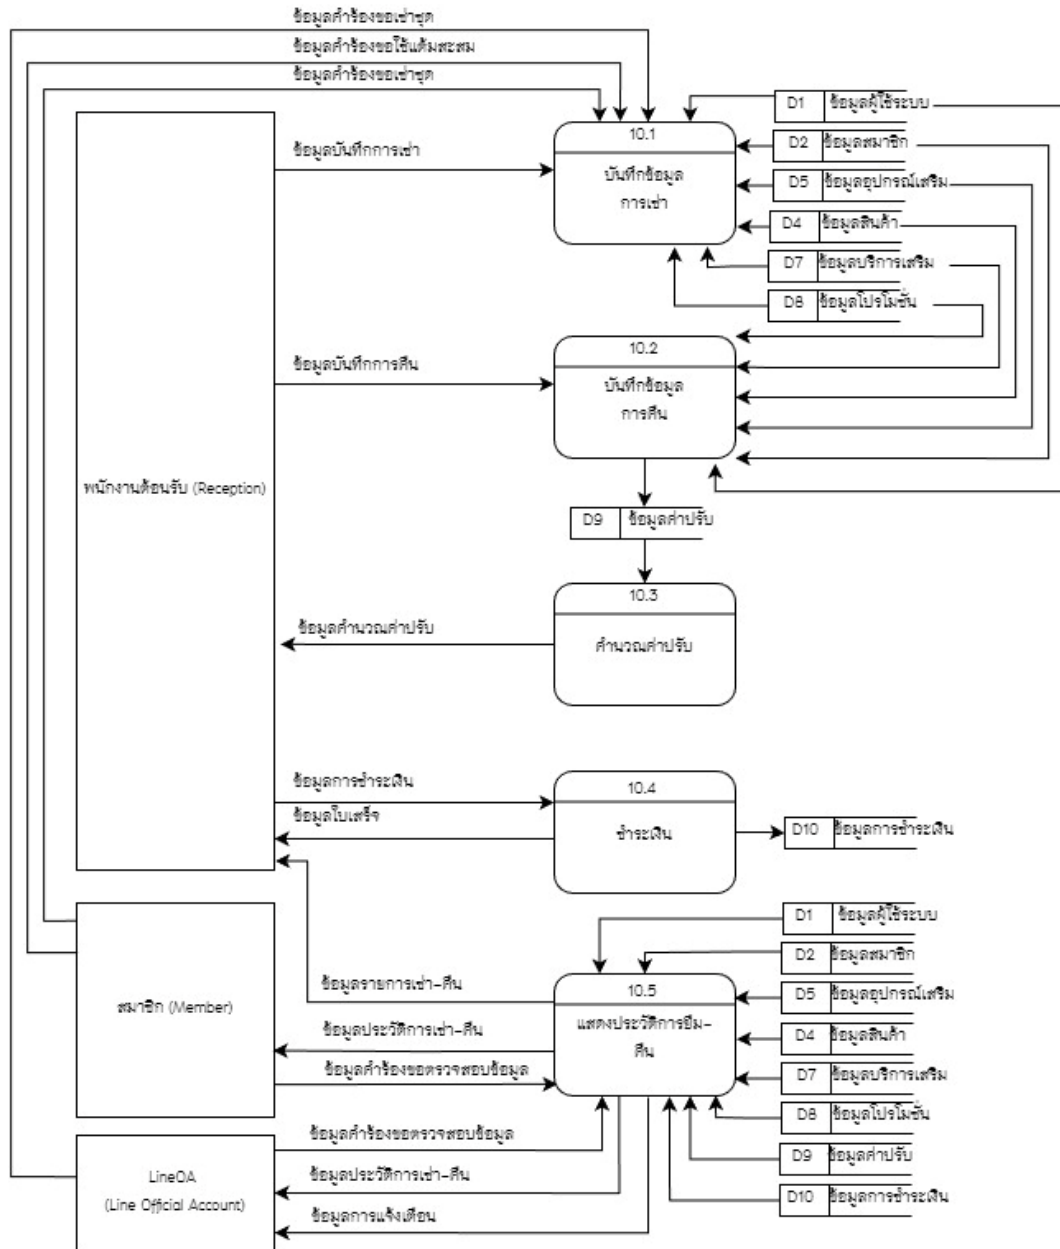 ข้อมูลคำร้องขอเช่าชุด
ข้อมูลคำร้องขอใช้แต้มสะสม
ข้อมูลคำร้องขอเช่าชุด
D1 ข้อมูลผู้ใช้ระบบ
10.1
ข้อมูลบันทึกการเช่า
D2 ข้อมูลสมาชิก
บันทึกข้อมูล
การเช่า
D5 ข้อมูลอุปกรณ์เสริม
D4 ข้อมูลสินค้า
D7 ข้อมูลบริการเสริม
D8 ข้อมูลโปรโมชั่น
10.2
ข้อมูลบันทึกการคืน
บันทึกข้อมูล
การคืน
พนักงานต้อนรับ (Reception)
D9 ข้อมูลค่าปรับ
10.3
ข้อมูลคำนวณค่าปรับ
คำนวณค่าปรับ
ข้อมูลการชำระเงิน
10.4
ข้อมูลใบเสร็จ
ชำระเงิน
D10 ข้อมูลการชำระเงิน
D1 ข้อมูลผู้ใช้ระบบ
D2 ข้อมูลสมาชิก
ข้อมูลรายการเช่า-คืน
10.5
D5 ข้อมูลอุปกรณ์เสริม
สมาชิก (Member)
แสดงประวัติการยืม-
คืน
ข้อมูลประวัติการเช่า-คืน
D4 ข้อมูลสินค้า
ข้อมูลคำร้องขอตรวจสอบข้อมูล
D7 ข้อมูลบริการเสริม
D8 ข้อมูลโปรโมชั่น
ข้อมูลคำร้องขอตรวจสอบข้อมูล
D9 ข้อมูลค่าปรับ
LineOA
(Line Official Account)
ข้อมูลประวัติการเช่า-คืน
D10 ข้อมูลการชำระเงิน
ข้อมูลการแจ้งเตือน